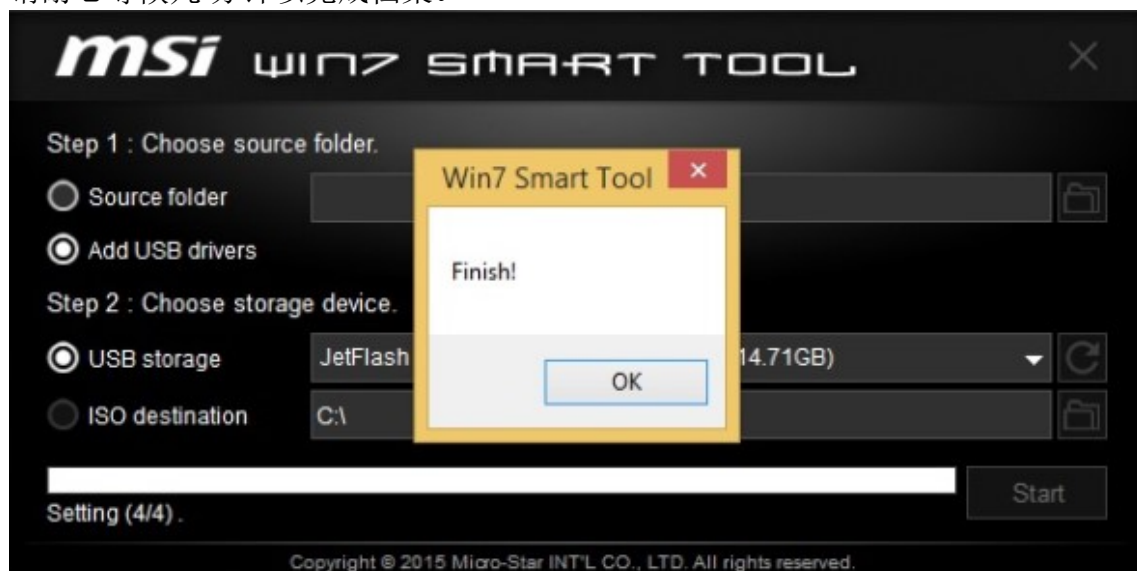 msi WIN7 SMART TOOL
Step 1 : Choose source folder.
Source folder
Add USB drivers
Step 2 : Choose storage device.
USB storage
JetFlash
14.71GB)
ISO destination
C:\
Win7 Smart Tool
Finish!
OK
Setting (4/4) .
Start
Copyright © 2015 Micro-Star INT'L CO., LTD. All rights reserved.